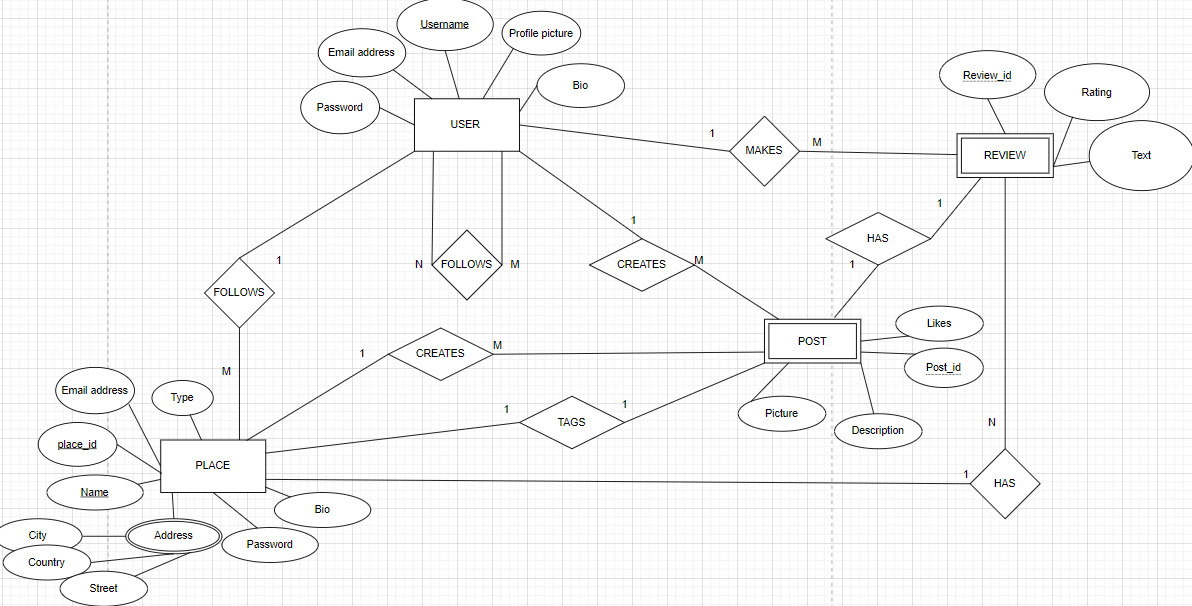 Username
Profile picture
Email address
Bio
Password
USER
Review_id
Rating
Text
REVIEW
1
MAKES
M
1
HAS
1
1
CREATES
M
N
FOLLOWS
M
1
FOLLOWS
M
Likes
POST
Post_id
Picture
Description
1
CREATES
M
1
TAGS
1
Email address
Type
place_id
PLACE
Name
Bio
City
Address
Password
Country
Street
N
1
HAS